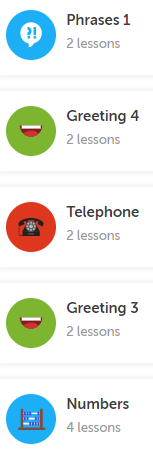 Phrases 1
2 lessons
Greeting 4
2 lessons
Telephone
2 lessons
Greeting 3
2 lessons
Numbers
4 lessons